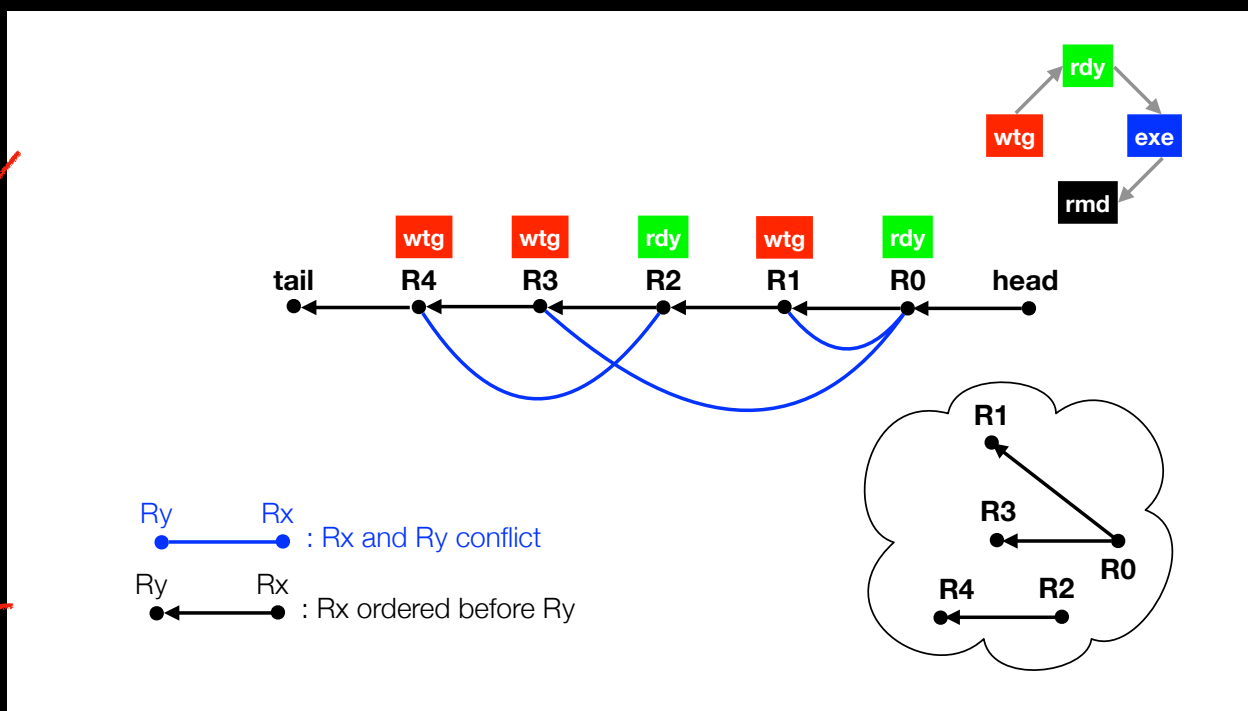 rdy
wtg exe
rmd
wtg wtg rdy wtg rdy
tail R4 R3 R2 R1 R0 head
R1
R3
R0
R4 R2
Ry Rx
: Rx and Ry conflict
Ry Rx
: Rx ordered before Ry